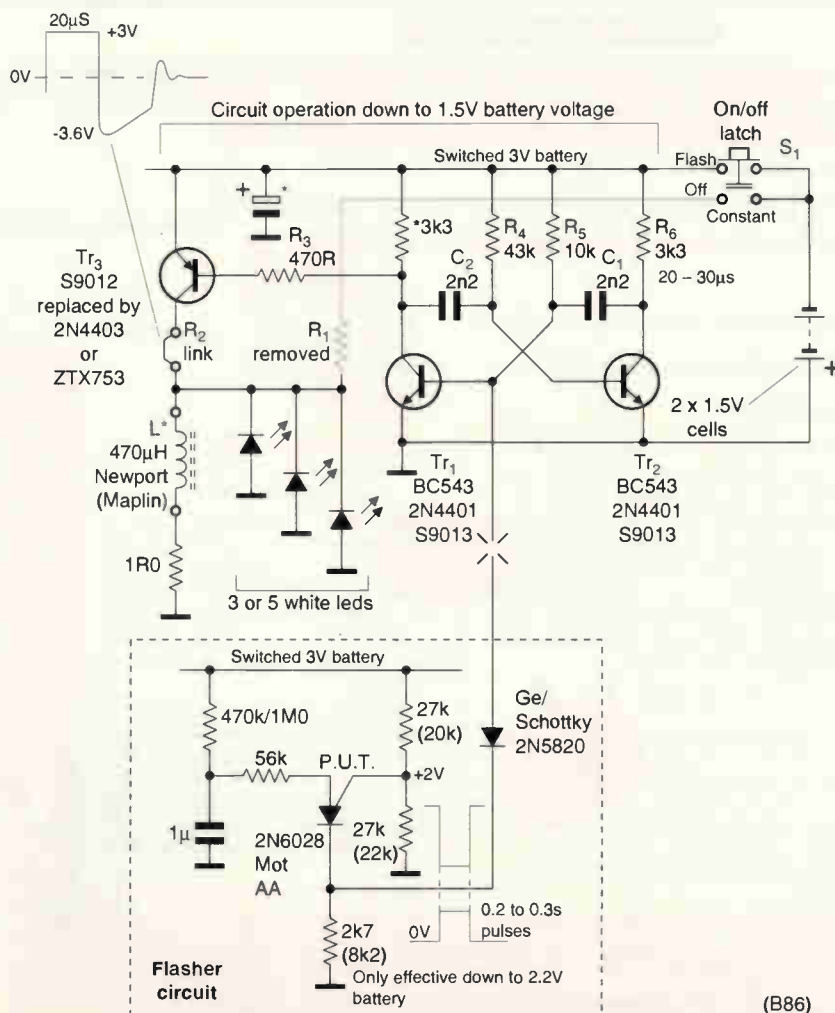 20µS
+3V
0V
-3.6V
Circuit operation down to 1.5V battery voltage
On/off
latch
S1
Switched 3V battery
Flash
Off
Constant
+
*
*3k3
R4
43k
R5
10k
R6
3k3
R3
470R
C2
2n2
C1
2n2
20 – 30µs
Tr3
S9012
replaced by
2N4403
or
ZTX753
R2
link
R1
removed
+
2 x 1.5V
cells
L*
470µH
Newport
(Maplin)
Tr1
BC543
2N4401
S9013
Tr2
BC543
2N4401
S9013
1R0
3 or 5 white leds
Switched 3V battery
470k/1M0
27k
(20k)
Ge/
Schottky
2N5820
56k
P.U.T.
+2V
1µ
2N6028
Mot
AA
27k
(22k)
0V
0.2 to 0.3s
pulses
2k7
(8k2)
Only effective down to 2.2V
battery
Flasher
circuit
(B86)